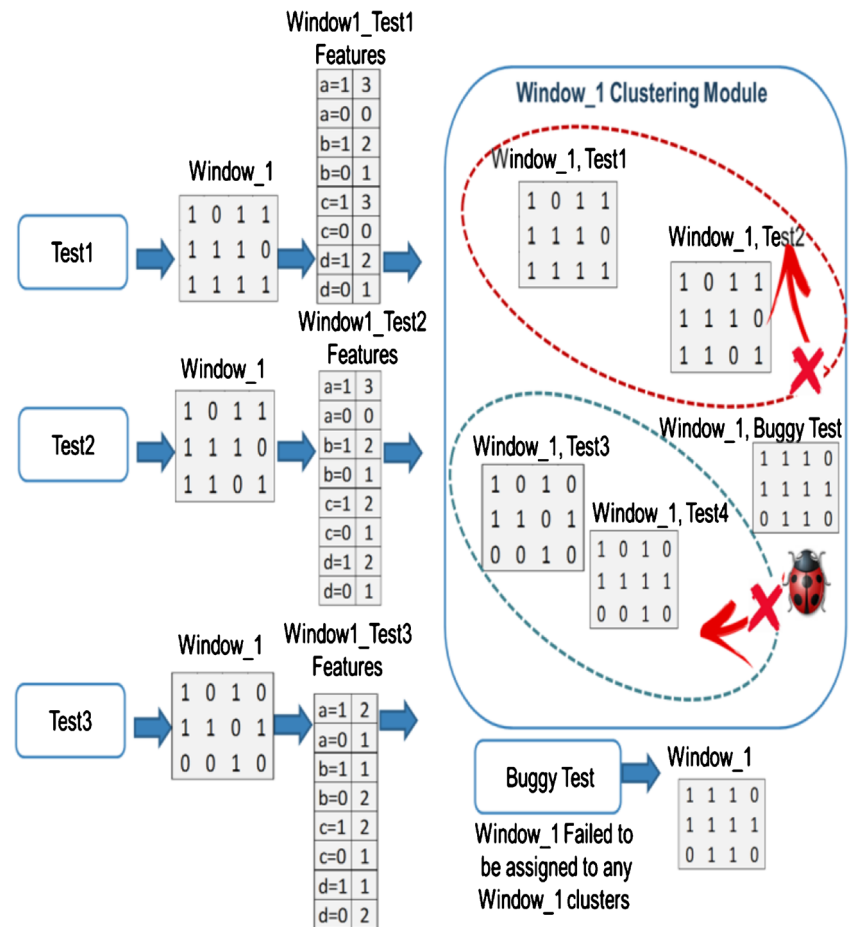 Window1_Test1
Features
a=1 3
a=0 0
b=1 2
b=0 1
c=1 3
c=0 0
d=1 2
d=0 1
Window_1
1 0 1 1
1 1 1 0
1 1 1 1
Test1
Window1_Test2
Features
a=1 3
a=0 0
b=1 2
b=0 1
c=1 2
c=0 1
d=1 2
d=0 1
Window_1
1 0 1 1
1 1 1 0
1 1 0 1
Test2
Window1_Test3
Features
a=1 2
a=0 1
b=1 1
b=0 2
c=1 2
c=0 1
d=1 1
d=0 2
Window_1
1 0 1 0
1 1 0 1
0 0 1 0
Test3
Window_1 Clustering Module
Window_1, Test1
1 0 1 1
1 1 1 0
1 1 1 1
Window_1, Test2
1 0 1 1
1 1 1 0
1 1 0 1
Window_1, Buggy Test
1 1 1 0
1 1 1 1
0 1 1 0
Window_1, Test3
1 0 1 0
1 1 0 1
0 0 1 0
Window_1, Test4
1 0 1 0
1 1 1 1
0 0 1 0
Buggy Test
Window_1
1 1 1 0
1 1 1 1
0 1 1 0
Window_1 Failed to
be assigned to any
Window_1 clusters